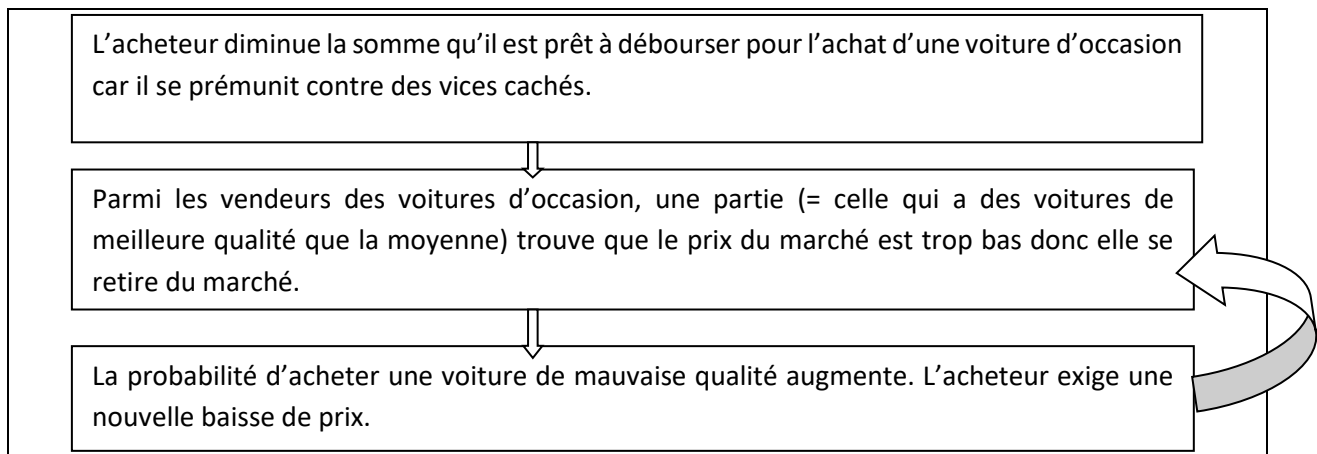 L’acheteur diminue la somme qu’il est prêt à débourser pour l’achat d’une voiture d’occasion
car il se prémunit contre des vices cachés.
Parmi les vendeurs des voitures d’occasion, une partie (= celle qui a des voitures de
meilleure qualité que la moyenne) trouve que le prix du marché est trop bas donc elle se
retire du marché.
La probabilité d’acheter une voiture de mauvaise qualité augmente. L’acheteur exige une
nouvelle baisse de prix.